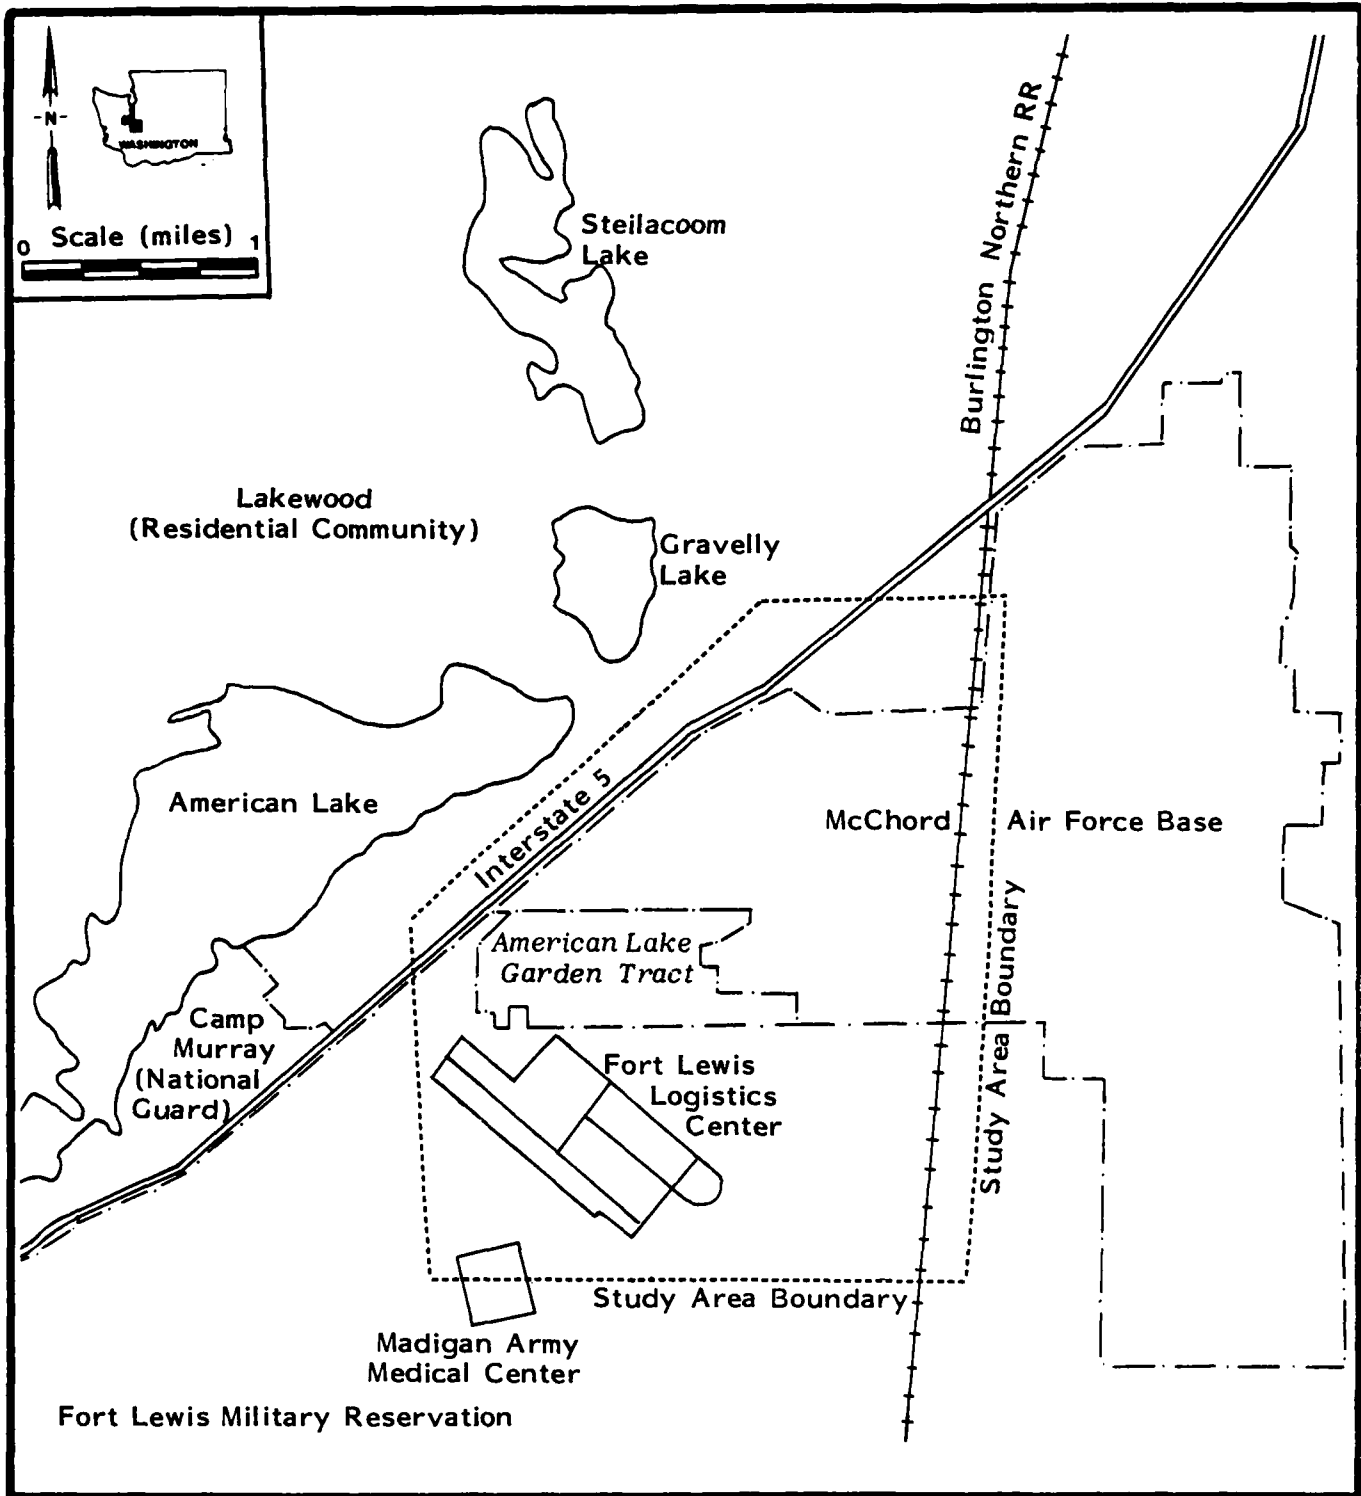 -N-
WASHINGTON
Scale (miles)
0 1
Steilacoom
Lake
Burlington Northern RR
Lakewood
(Residential Community)
Gravelly
Lake
American Lake
Interstate 5
McChord Air Force Base
American Lake
Garden Tract
Study Area Boundary
Camp
Murray
(National
Guard)
Fort Lewis
Logistics
Center
Study Area Boundary
Madigan Army
Medical Center
Fort Lewis Military Reservation